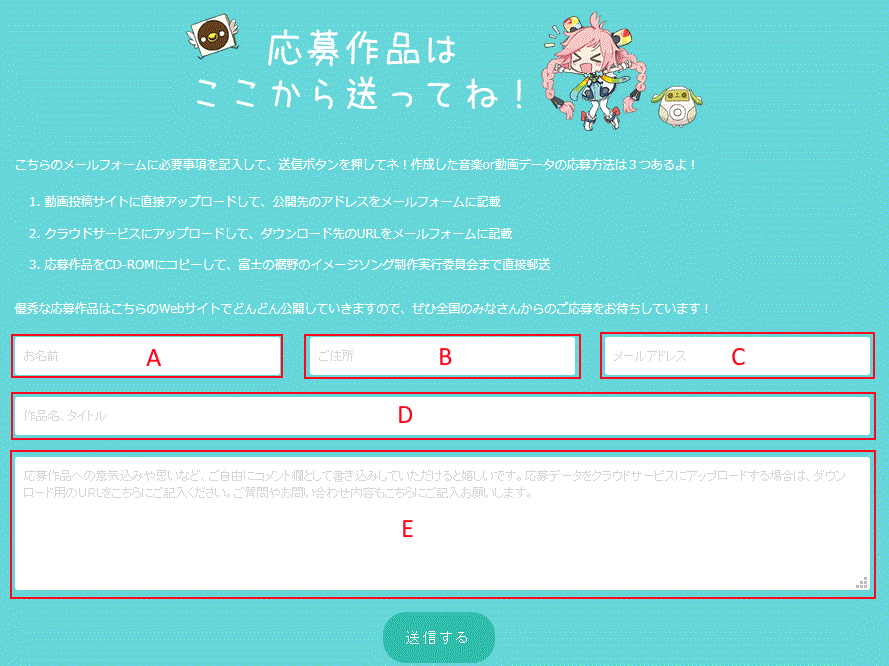 応募作品は
ここから送ってね！
こちらのメールフォームに必要事項を記入して、送信ボタンを押してネ！作成した音楽or動画データの応募方法は３つあるよ！
1. 動画投稿サイトに直接アップロードして、公開先のアドレスをメールフォームに記載
2. クラウドサービスにアップロードして、ダウンロード先のURLをメールフォームに記載
3. 応募作品をCD-ROMにコピーして、富士の裾野のイメージソング制作実行委員会まで直接郵送
優秀な応募作品はこちらのWebサイトでどんどん公開していきますので、ぜひ全国のみなさんからのご応募をお待ちしています！
お名前 A
ご住所 B
メールアドレス C
作品名、タイトル D
応募作品への意気込みや思いなど、ご自由にコメント欄として書き込みしていただけると嬉しいです。応募データをクラウドサービスにアップロードする場合は、ダウン
ロード用のURLをこちらにご記入ください。ご質問やお問い合わせ内容もこちらにご記入お願いします。
E
送信する